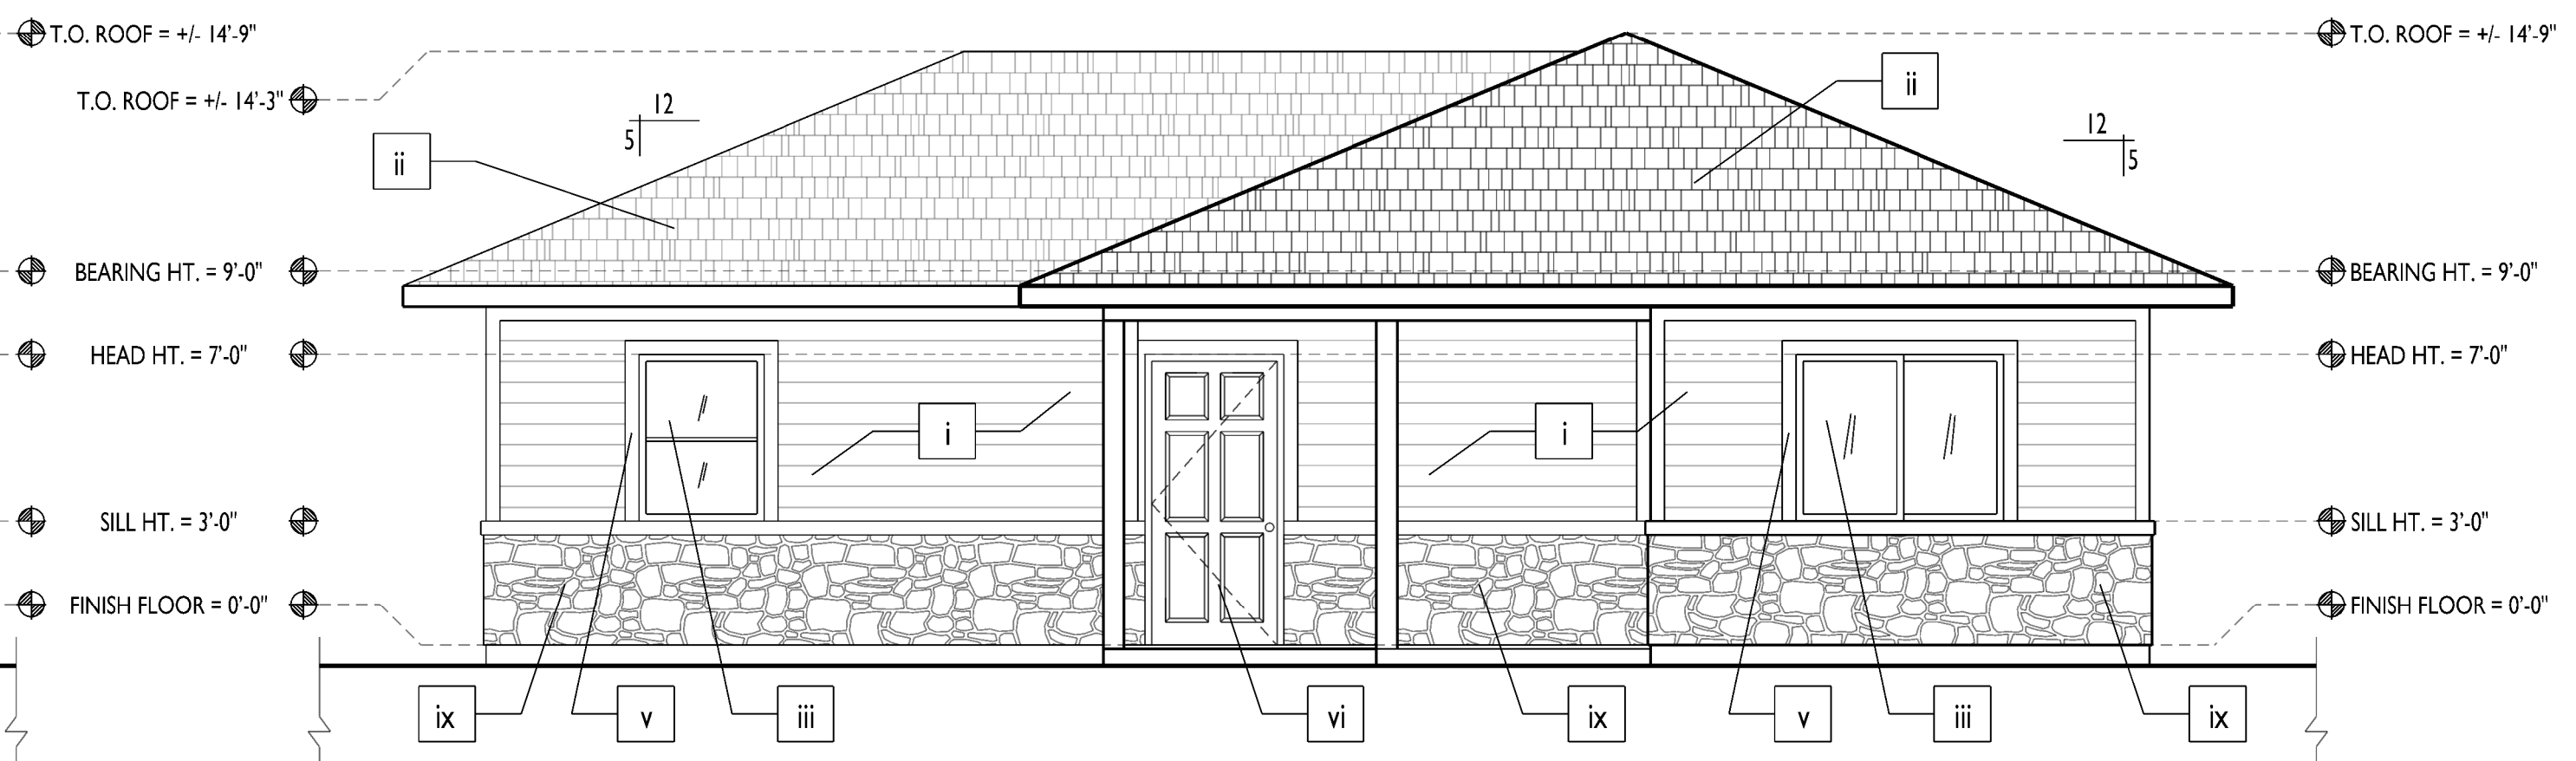 T.O. ROOF = +/- 14'-9"
T.O. ROOF = +/- 14'-9"
T.O. ROOF = +/- 14'-3"
12
5
ii
ii
12
5
BEARING HT. = 9'-0"
BEARING HT. = 9'-0"
HEAD HT. = 7'-0"
HEAD HT. = 7'-0"
i
i
SILL HT. = 3'-0"
SILL HT. = 3'-0"
FINISH FLOOR = 0'-0"
FINISH FLOOR = 0'-0"
ix
v
iii
vi
ix
v
iii
ix